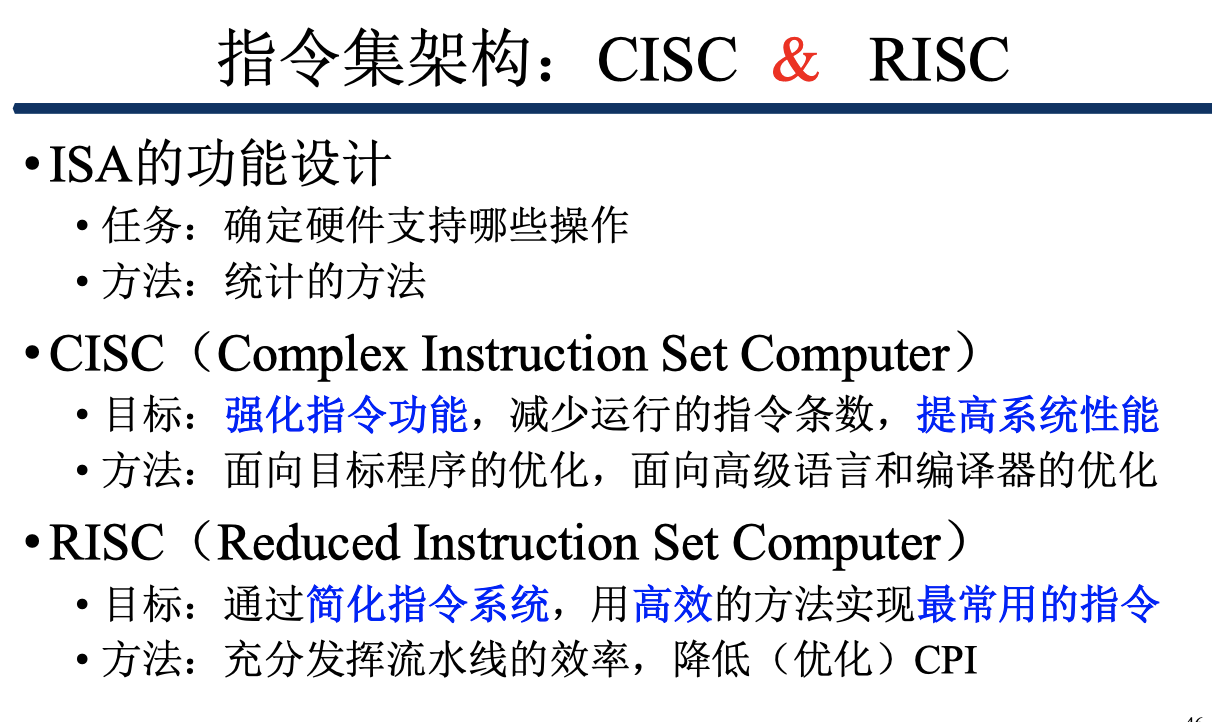 指令集架构：CISC & RISC
•ISA的功能设计
• 任务：确定硬件支持哪些操作
• 方法：统计的方法
•CISC（Complex Instruction Set Computer）
• 目标：强化指令功能，减少运行的指令条数，提高系统性能
• 方法：面向目标程序的优化，面向高级语言和编译器的优化
•RISC（Reduced Instruction Set Computer）
• 目标：通过简化指令系统，用高效的方法实现最常用的指令
• 方法：充分发挥流水线的效率，降低（优化）CPI